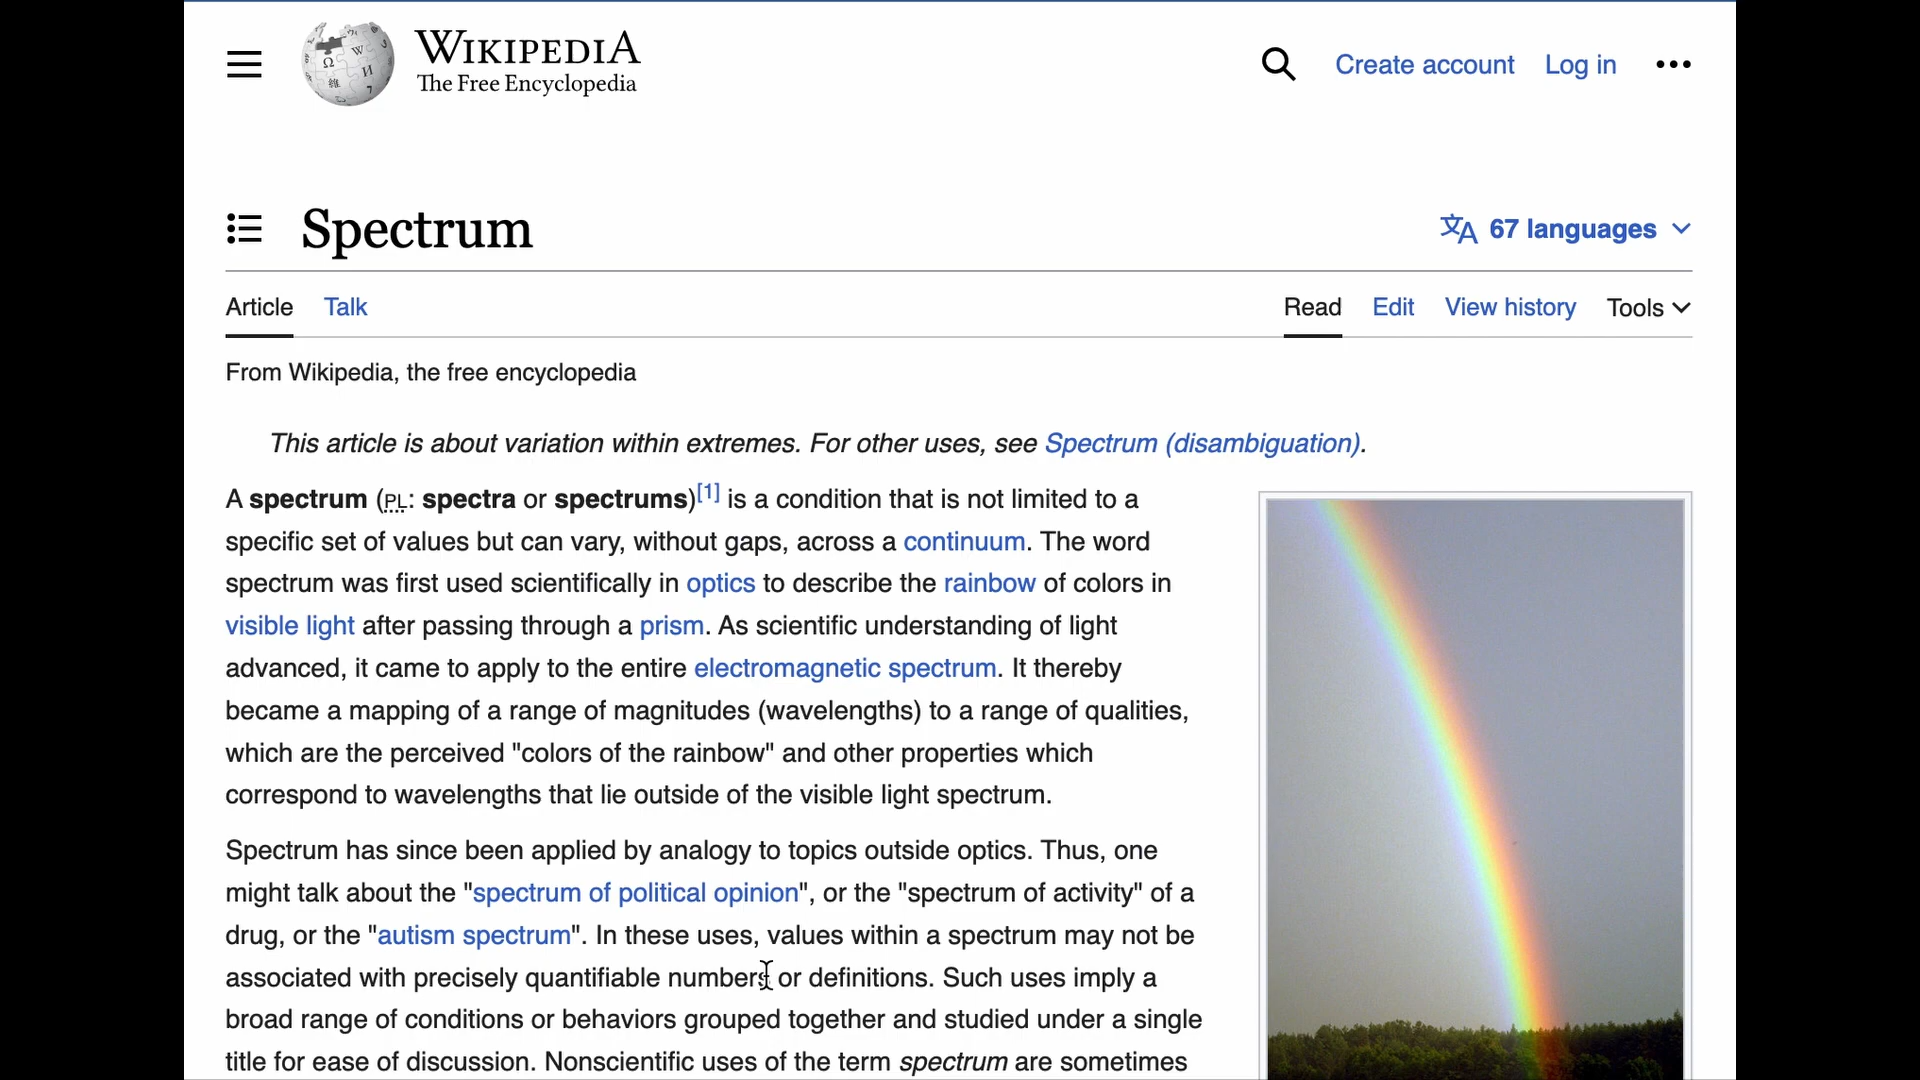 WIKIPEDIA
The Free Encyclopedia
Create account Log in
Spectrum
67 languages
Article Talk Read Edit View history Tools
From Wikipedia, the free encyclopedia
This article is about variation within extremes. For other uses, see Spectrum (disambiguation).
A spectrum (PL: spectra or spectrums)[1] is a condition that is not limited to a
specific set of values but can vary, without gaps, across a continuum. The word
spectrum was first used scientifically in optics to describe the rainbow of colors in
visible light after passing through a prism. As scientific understanding of light
advanced, it came to apply to the entire electromagnetic spectrum. It thereby
became a mapping of a range of magnitudes (wavelengths) to a range of qualities,
which are the perceived "colors of the rainbow" and other properties which
correspond to wavelengths that lie outside of the visible light spectrum.
Spectrum has since been applied by analogy to topics outside optics. Thus, one
might talk about the "spectrum of political opinion", or the "spectrum of activity" of a
drug, or the "autism spectrum". In these uses, values within a spectrum may not be
associated with precisely quantifiable numbers or definitions. Such uses imply a
broad range of conditions or behaviors grouped together and studied under a single
title for ease of discussion. Nonscientific uses of the term spectrum are sometimes